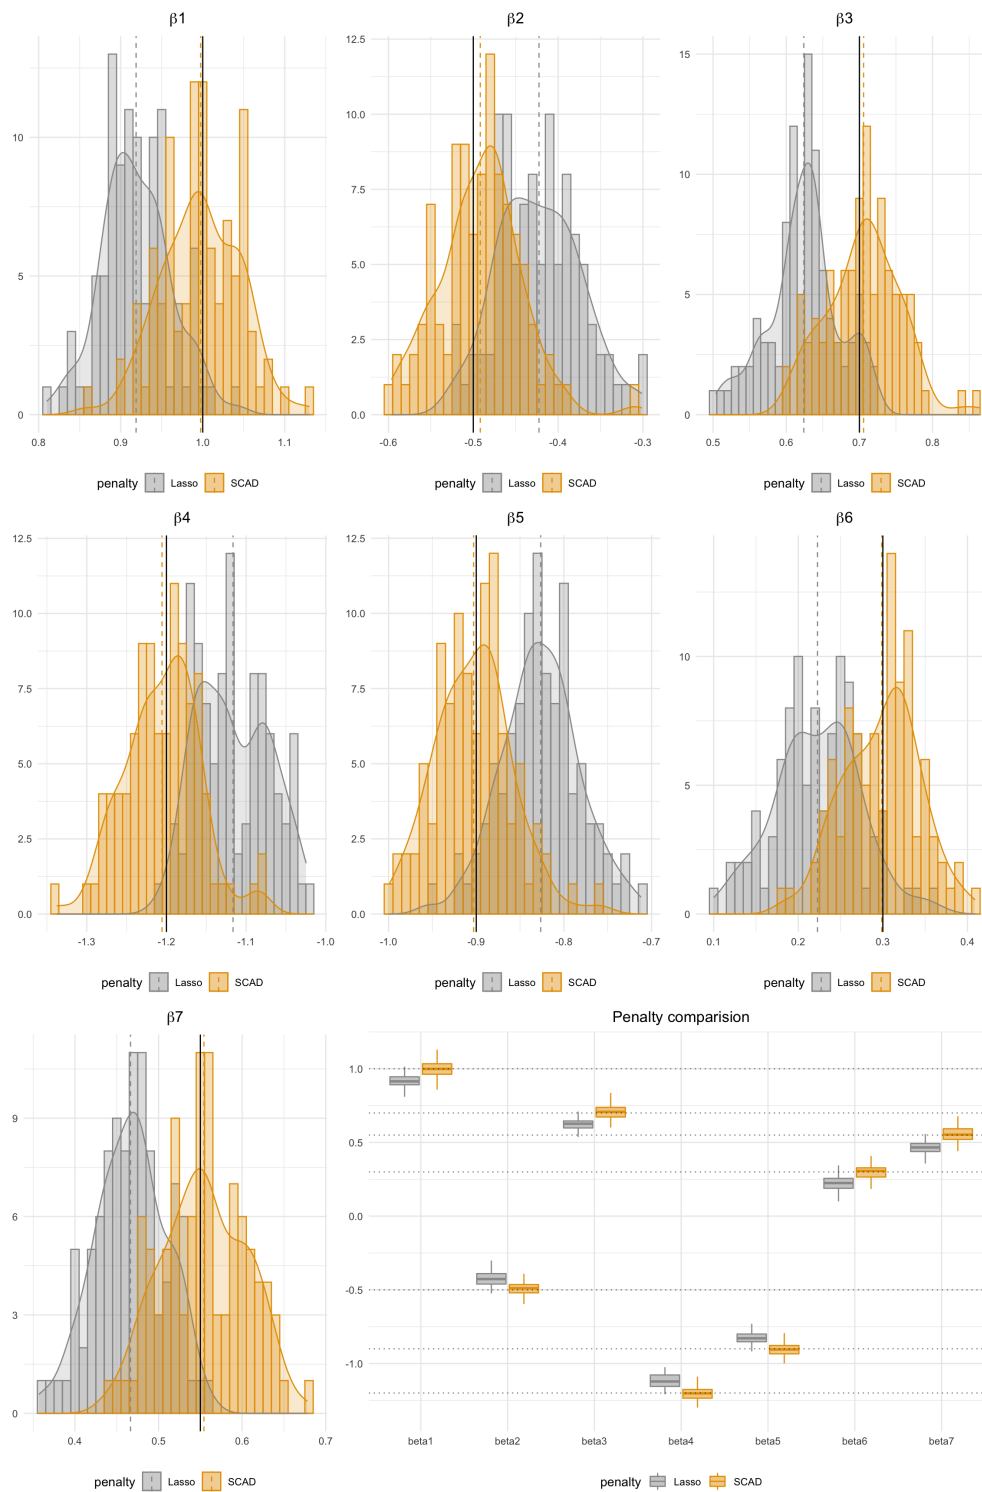 β1
10
5
0
0.8 0.9 1.0 1.1
penalty Lasso SCAD
β2
12.5
10.0
7.5
5.0
2.5
0.0
-0.6 -0.5 -0.4 -0.3
penalty Lasso SCAD
β3
15
10
5
0
0.5 0.6 0.7 0.8
penalty Lasso SCAD
β4
12.5
10.0
7.5
5.0
2.5
0.0
-1.3 -1.2 -1.1 -1.0
penalty Lasso SCAD
β5
12.5
10.0
7.5
5.0
2.5
0.0
-1.0 -0.9 -0.8 -0.7
penalty Lasso SCAD
β6
10
5
0
0.1 0.2 0.3 0.4
penalty Lasso SCAD
β7
9
6
3
0
0.4 0.5 0.6 0.7
penalty Lasso SCAD
Penalty comparision
1.0
0.5
0.0
-0.5
-1.0
beta1 beta2 beta3 beta4 beta5 beta6 beta7
penalty Lasso SCAD